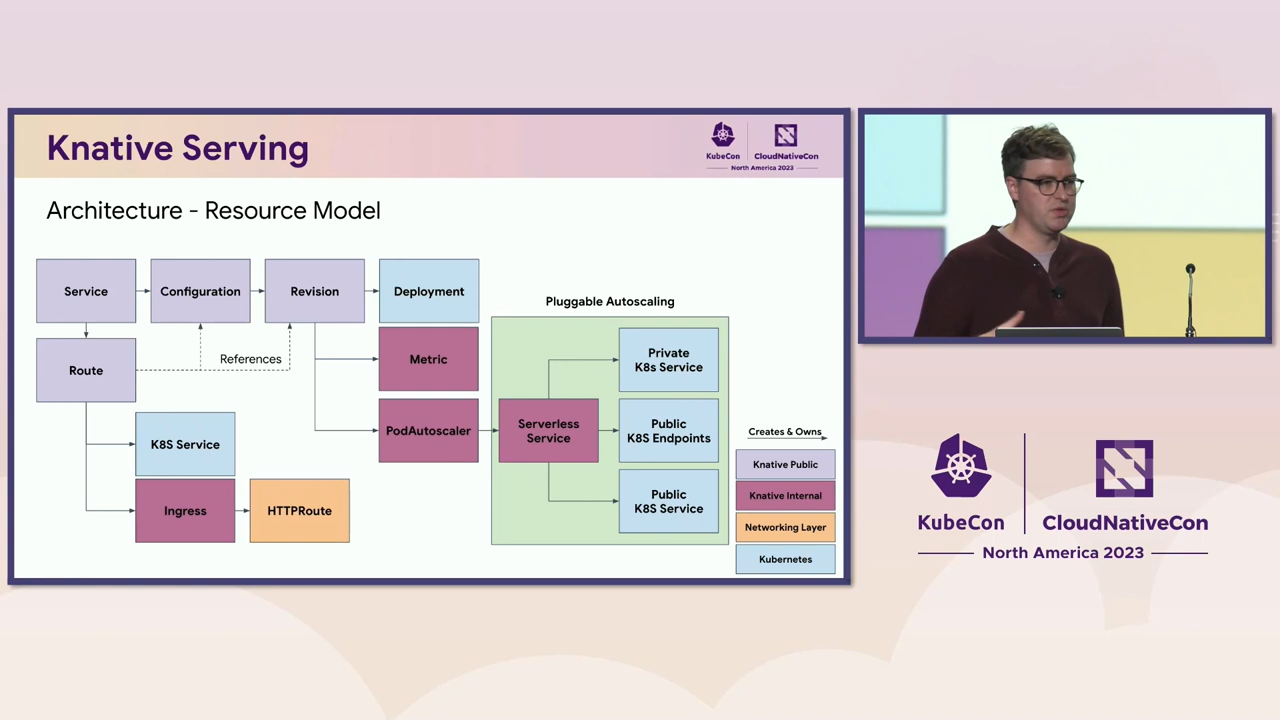 Knative Serving
KubeCon
CloudNativeCon
North America 2023
Architecture - Resource Model
Service
Configuration
Revision
Deployment
Pluggable Autoscaling
References
Metric
Private
K8s Service
Route
K8S Service
PodAutoscaler
Serverless
Service
Public
K8S Endpoints
Creates & Owns
Knative Public
Ingress
HTTPRoute
Public
K8S Service
Knative Internal
Networking Layer
Kubernetes
KubeCon
CloudNativeCon
North America 2023